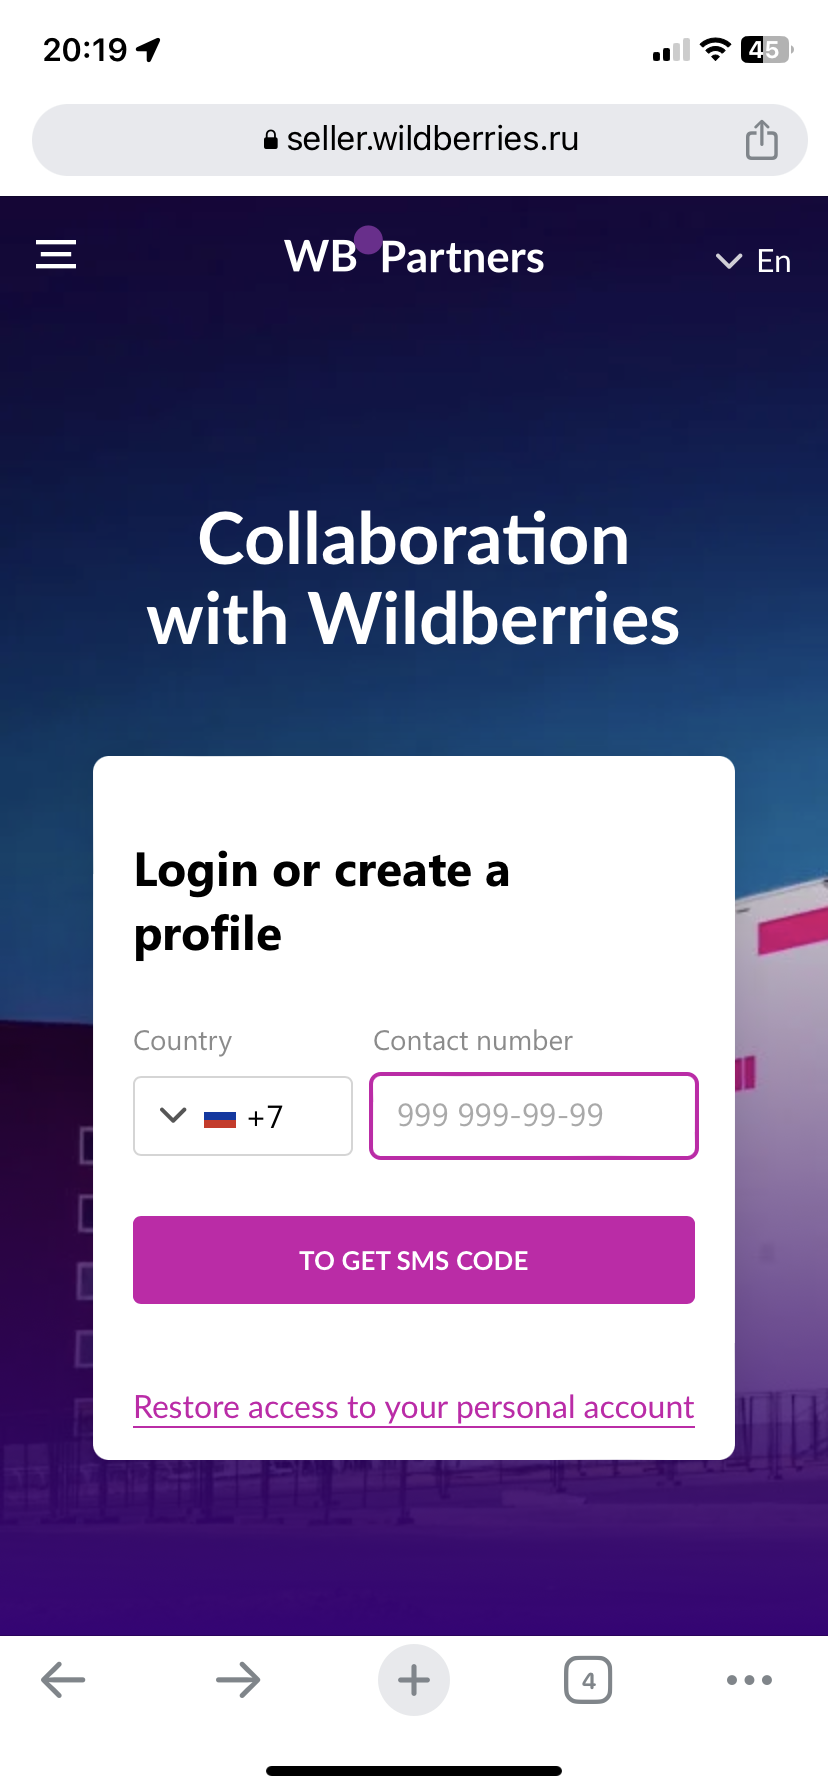 20:19
45
seller.wildberries.ru
WB Partners
En
Collaboration
with Wildberries
Login or create a
profile
Country
Contact number
+7
999 999-99-99
TO GET SMS CODE
Restore access to your personal account
4